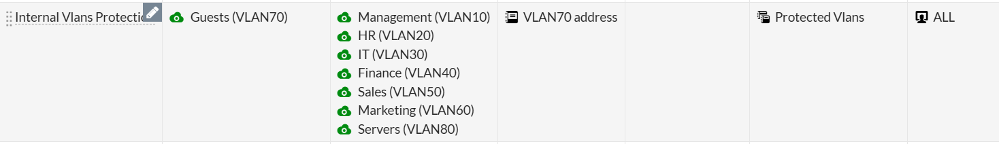 Internal Vlans Protectio
Guests (VLAN70)
Management (VLAN10)
HR (VLAN20)
IT (VLAN30)
Finance (VLAN40)
Sales (VLAN50)
Marketing (VLAN60)
Servers (VLAN80)
VLAN70 address
Protected Vlans
ALL